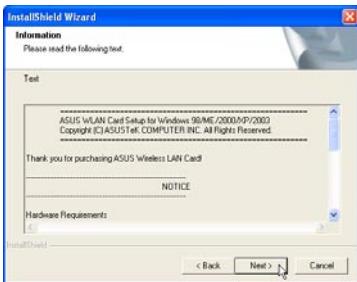 InstallShield Wizard
Information
Please read the following text.
Text
ASUS WLAN Card Setup for Windows 98/ME/2000/XP/2003
Copyright (C) ASUSTeK COMPUTER INC. All Rights Reserved.
Thank you for purchasing ASUS Wireless LAN Card!
NOTICE
Hardware Requirements
InstallShield
< Back Next > Cancel